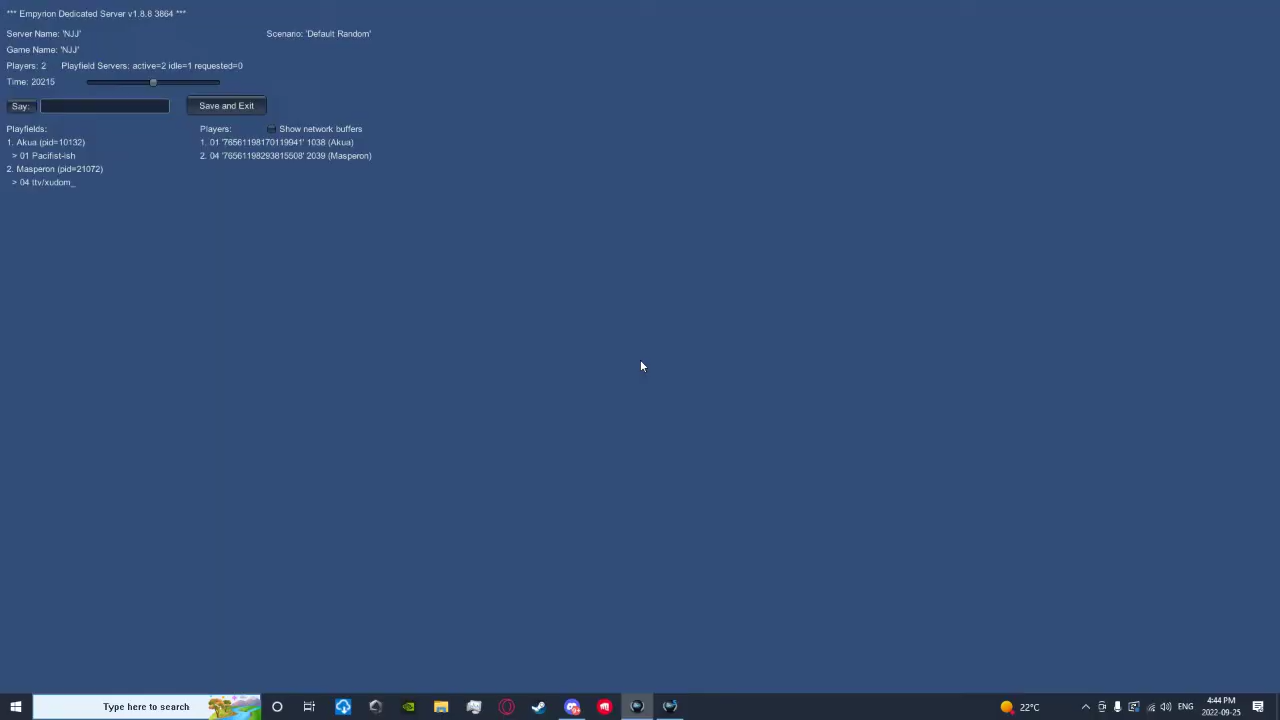 *** Empyrion Dedicated Server v1.8.8 3864 ***
Server Name: 'NJJ' Scenario: 'Default Random'
Game Name: 'NJJ'
Players: 2 Playfield Servers: active=2 idle=1 requested=0
Time: 20215
Say: Save and Exit
Playfields: Players: Show network buffers
1. Akua (pid=10132) 1. 01 '76561198170119941' 1038 (Akua)
> 01 Pacifist-ish 2. 04 '76561198293815508' 2039 (Masperon)
2. Masperon (pid=21072)
> 04 ttv/xudom_
Type here to search 22°C ENG 4:44 PM
2022-09-25